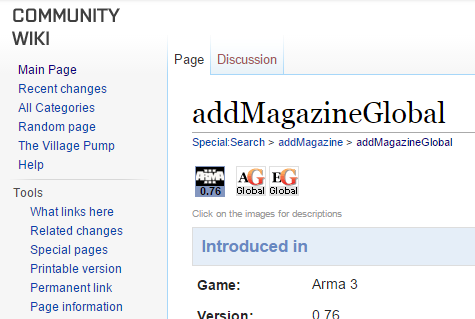 COMMUNITY
WIKI
Main Page
Recent changes
All Categories
Random page
The Village Pump
Help
Tools
What links here
Related changes
Special pages
Printable version
Permanent link
Page information
Page Discussion
addMagazineGlobal
Special:Search > addMagazine > addMagazineGlobal
ARMA AG EG
0.76 Global Global
Click on the images for descriptions
Introduced in
Game: Arma 3
Version: 0.76